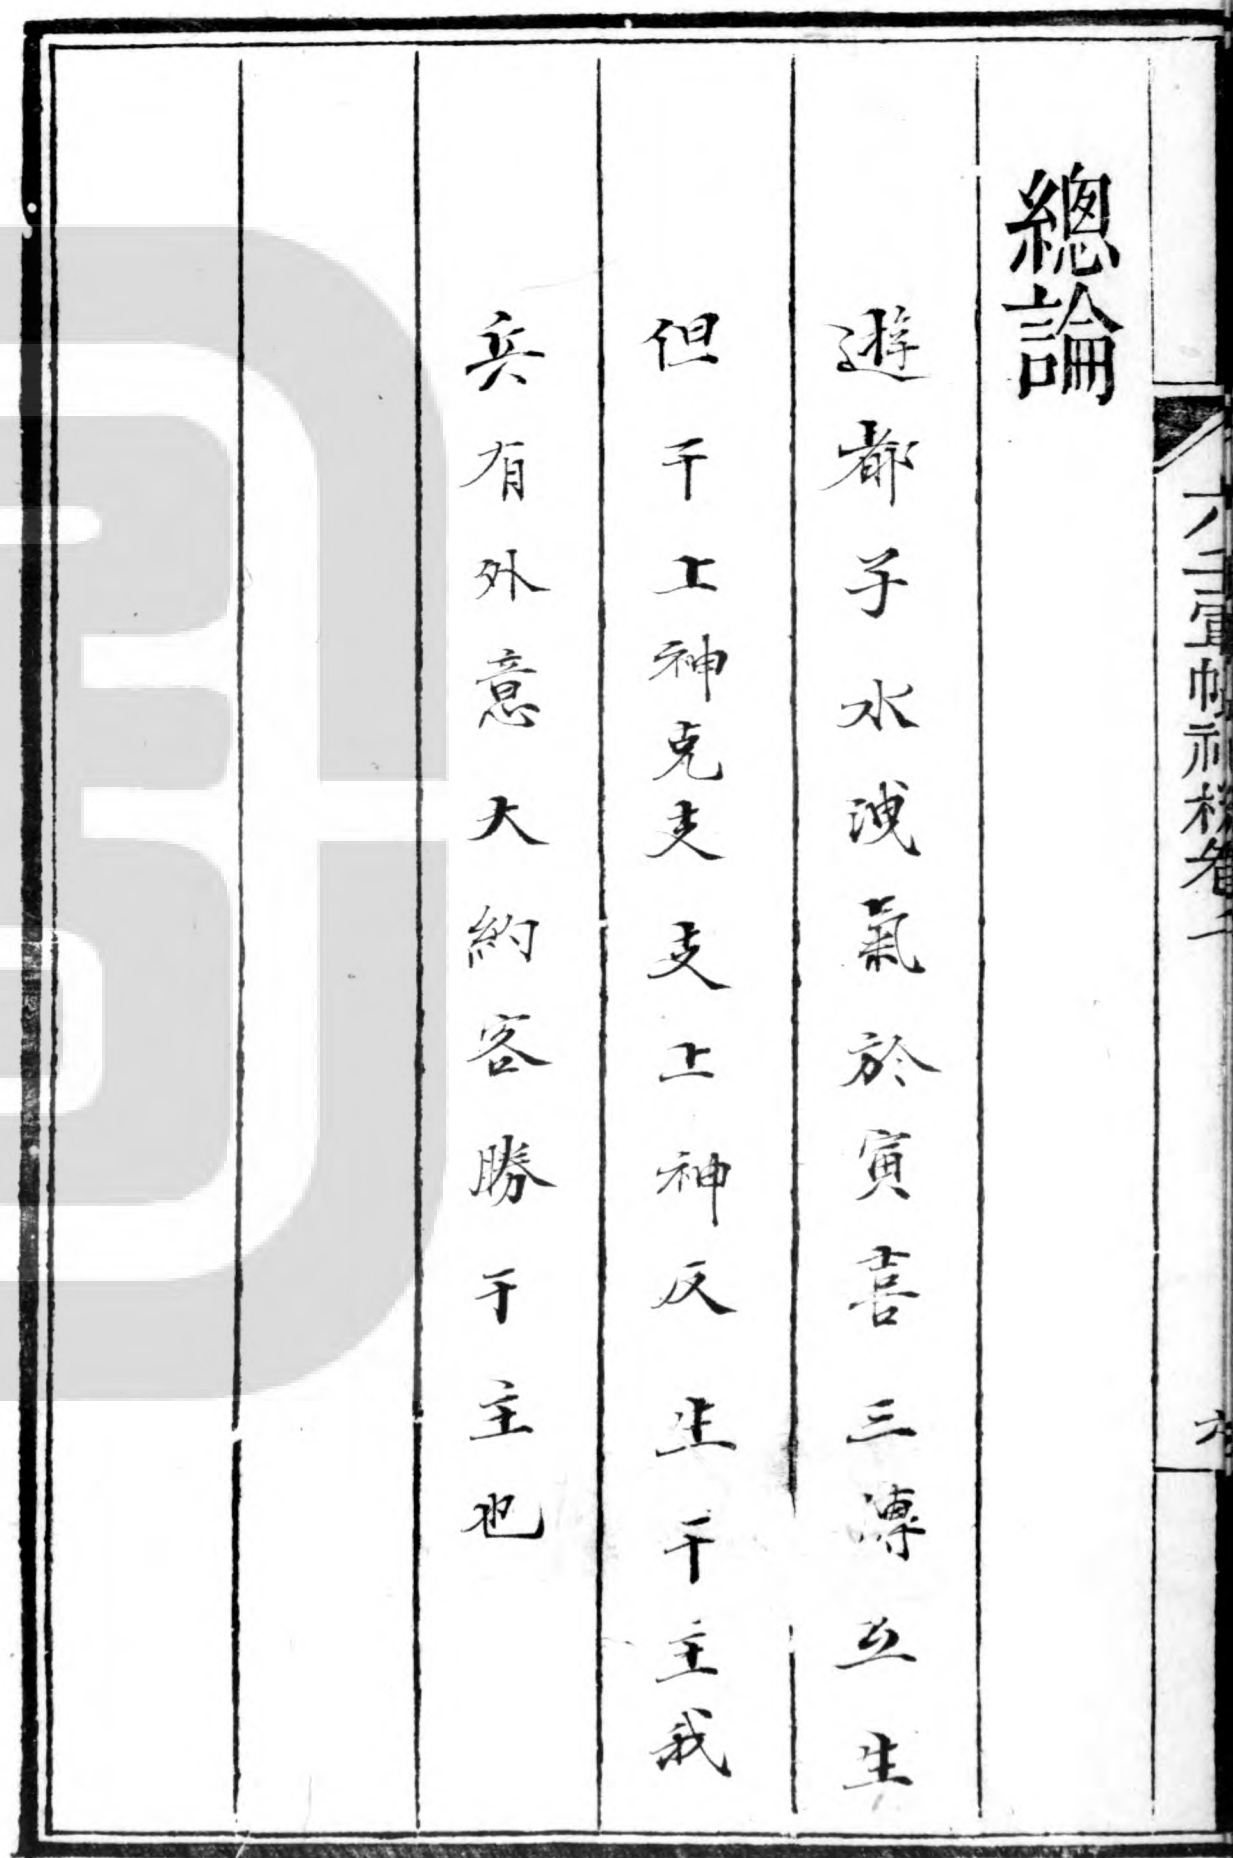 六壬軍帳神機卷
六
總論
遊都子水洩氣於寅喜三傳互生
但干上神克支支上神反生干主我
兵有外意大約客勝于主也